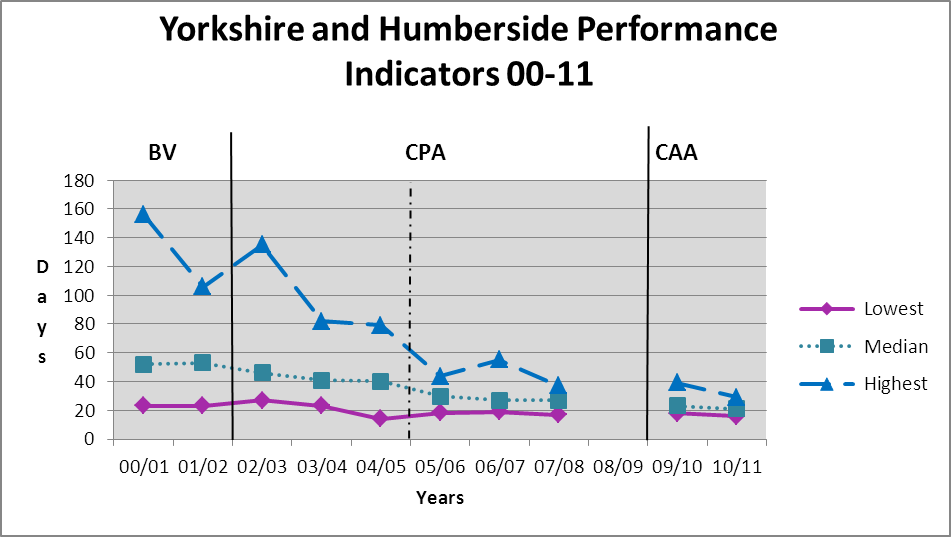 Yorkshire and Humberside Performance
Indicators 00-11
BV
CPA
CAA
180
160
140
120
100
80
60
40
20
0
Days
00/01 01/02 02/03 03/04 04/05 05/06 06/07 07/08 08/09 09/10 10/11
Years
Lowest
Median
Highest